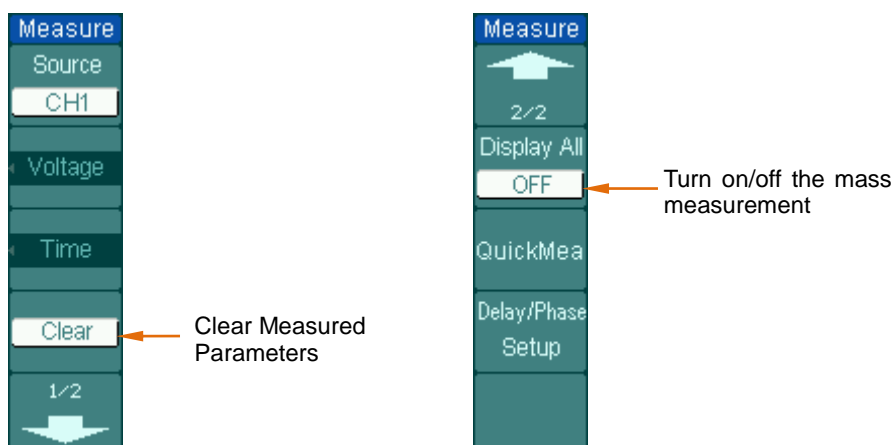 Measure
Source
CH1
Voltage
Time
Clear
1/2
Clear Measured
Parameters
Measure
2/2
Display All
OFF
QuickMea
Delay/Phase
Setup
Turn on/off the mass
measurement